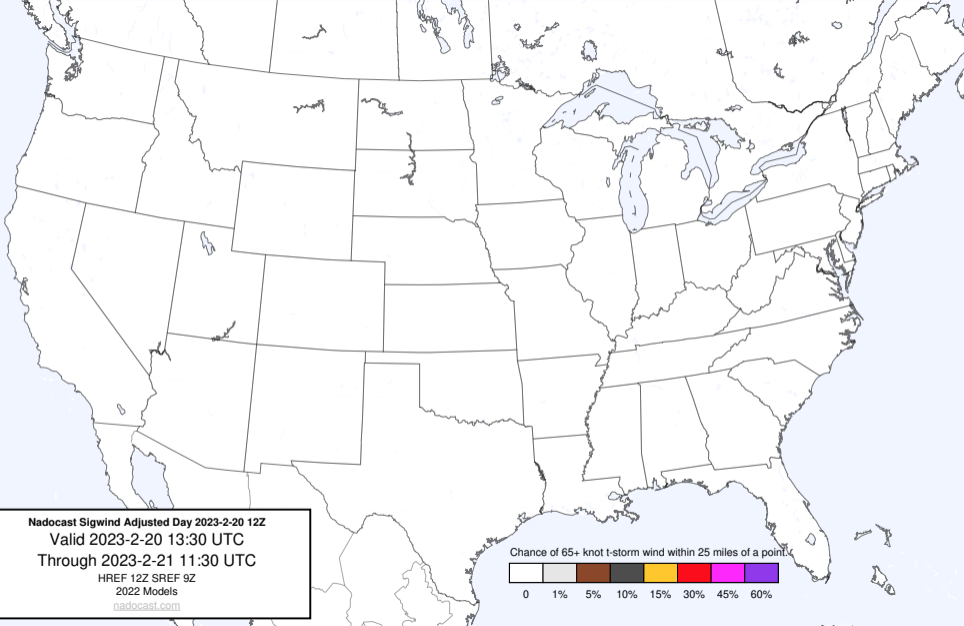 Nadocast Sigwind Adjusted Day 2023-2-20 12Z
Valid 2023-2-20 13:30 UTC
Through 2023-2-21 11:30 UTC
HREF 12Z SREF 9Z
2022 Models
nadocast.com
Chance of 65+ knot t-storm wind within 25 miles of a point.
0 1% 5% 10% 15% 30% 45% 60%